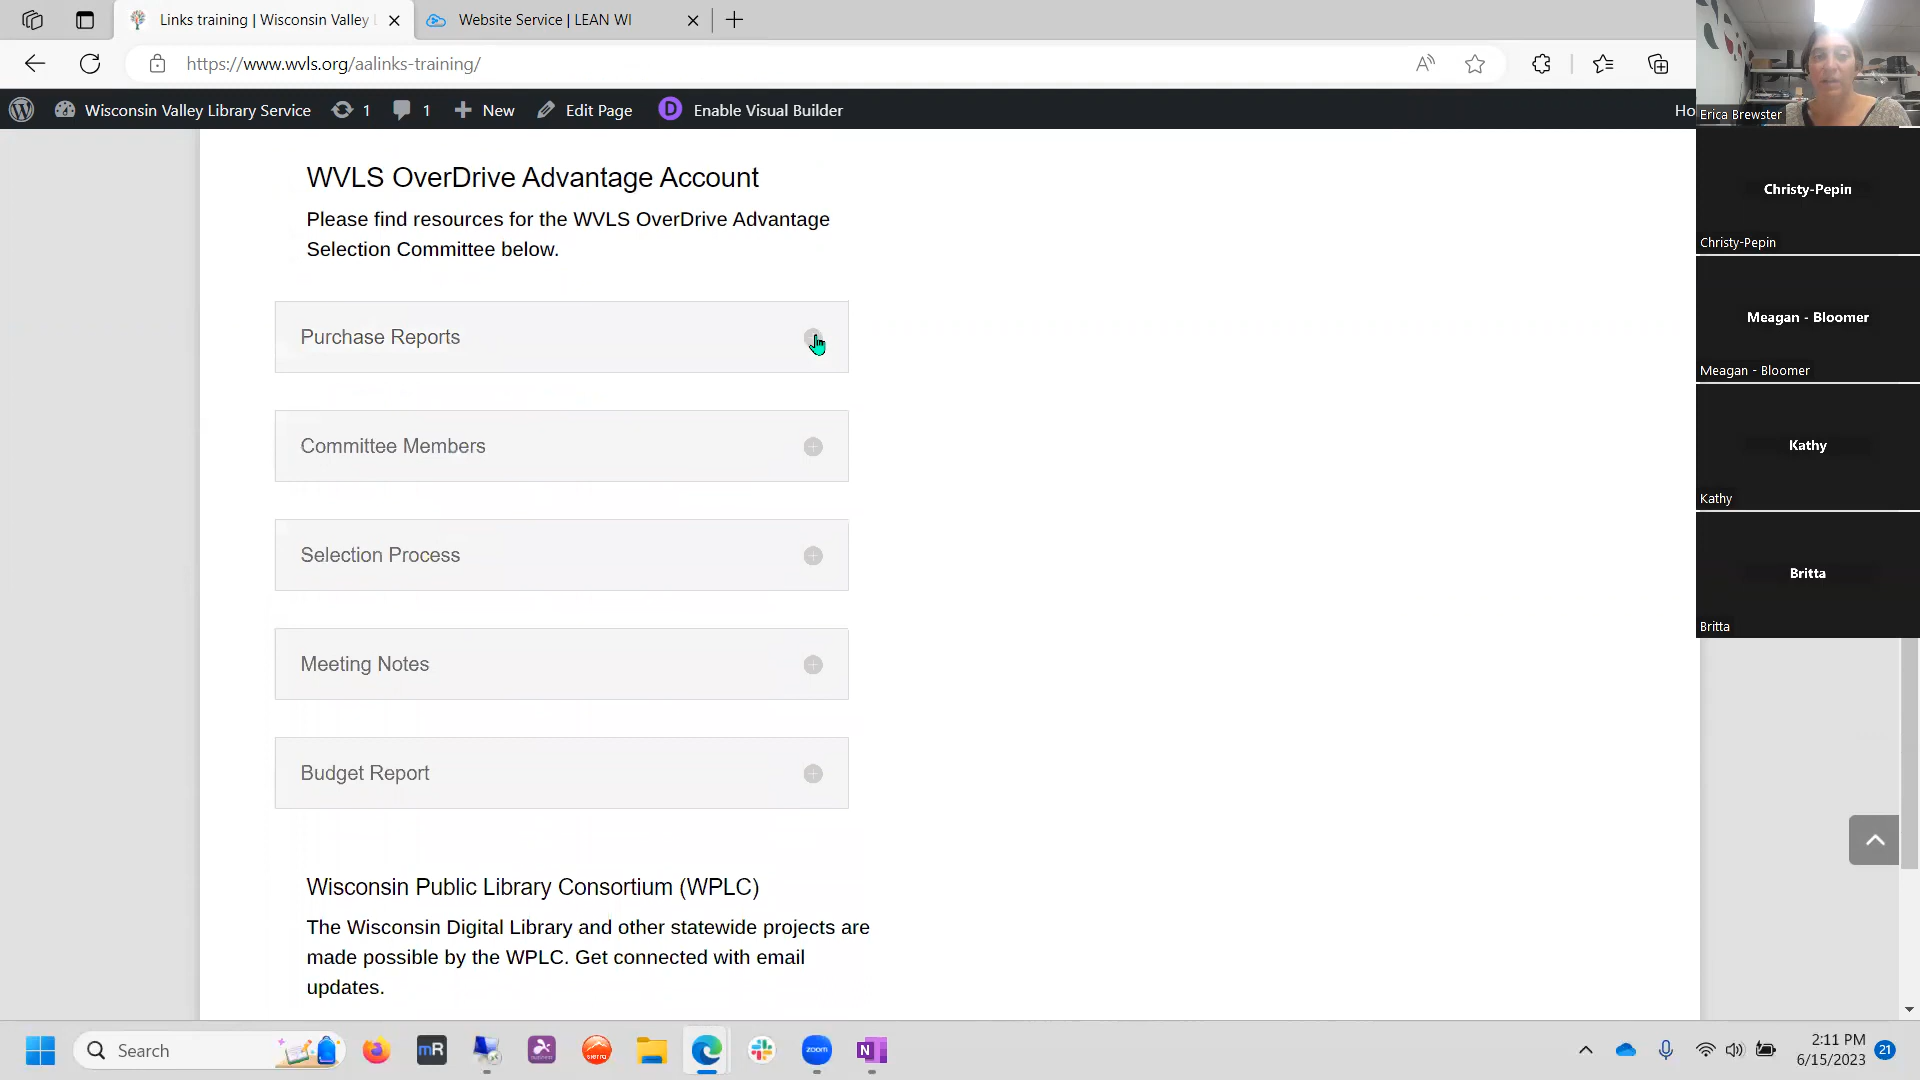 Links training | Wisconsin Valley L
Website Service | LEAN WI
https://www.wvls.org/aalinks-training/
Wisconsin Valley Library Service
1
1
New
Edit Page
D
Enable Visual Builder
Ho
WVLS OverDrive Advantage Account
Please find resources for the WVLS OverDrive Advantage
Selection Committee below.
Purchase Reports
Committee Members
Selection Process
Meeting Notes
Budget Report
Wisconsin Public Library Consortium (WPLC)
The Wisconsin Digital Library and other statewide projects are
made possible by the WPLC. Get connected with email
updates.
Erica Brewster
Christy-Pepin
Christy-Pepin
Meagan - Bloomer
Meagan - Bloomer
Kathy
Kathy
Britta
Britta
Search
mR
sierra
zoom
N
2:11 PM
6/15/2023
21